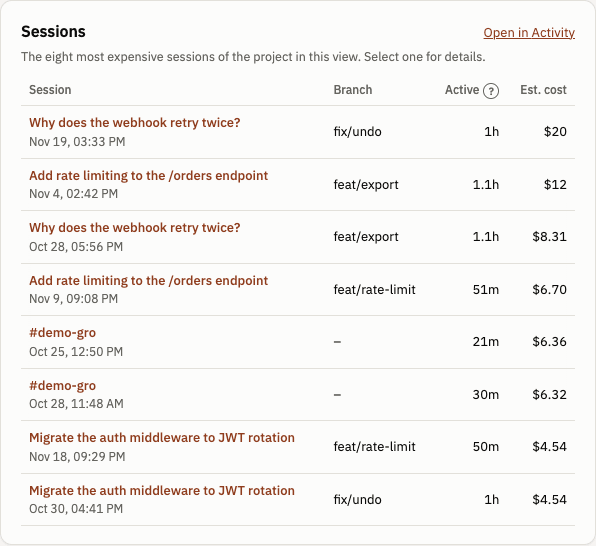 Sessions
Open in Activity
The eight most expensive sessions of the project in this view. Select one for details.
Session Branch Active ? Est. cost
Why does the webhook retry twice?
Nov 19, 03:33 PM
fix/undo 1h $20
Add rate limiting to the /orders endpoint
Nov 4, 02:42 PM
feat/export 1.1h $12
Why does the webhook retry twice?
Oct 28, 05:56 PM
feat/export 1.1h $8.31
Add rate limiting to the /orders endpoint
Nov 9, 09:08 PM
feat/rate-limit 51m $6.70
#demo-gro
Oct 25, 12:50 PM
– 21m $6.36
#demo-gro
Oct 28, 11:48 AM
– 30m $6.32
Migrate the auth middleware to JWT rotation
Nov 18, 09:29 PM
feat/rate-limit 50m $4.54
Migrate the auth middleware to JWT rotation
Oct 30, 04:41 PM
fix/undo 1h $4.54